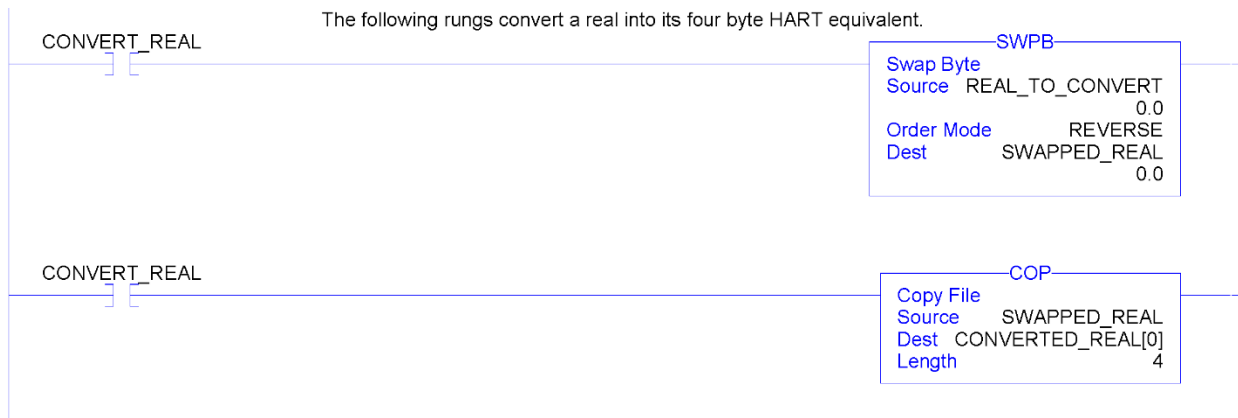 The following rungs convert a real into its four byte HART equivalent.
CONVERT_REAL
SWPB
Swap Byte
Source REAL_TO_CONVERT
0.0
Order Mode REVERSE
Dest SWAPPED_REAL
0.0
CONVERT_REAL
COP
Copy File
Source SWAPPED_REAL
Dest CONVERTED_REAL[0]
Length 4